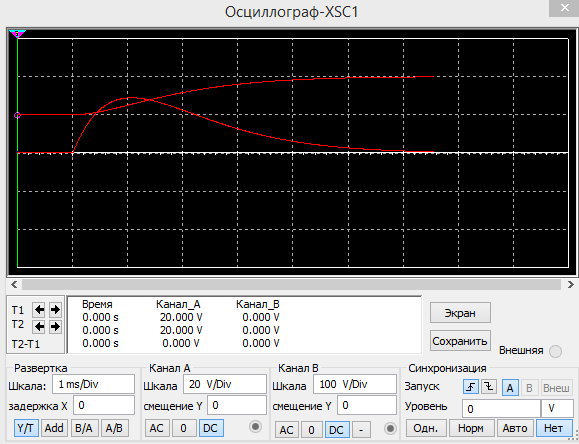 Осциллограф-XSC1
T1
T2
T2-T1
Время Канал_A Канал_B
0.000 s 20.000 V 0.000 V
0.000 s 20.000 V 0.000 V
0.000 s 0.000 V 0.000 V
Экран
Сохранить
Внешняя
Развертка
Шкала: 1 ms/Div
задержка X 0
Y/T Add B/A A/B
Канал A
Шкала 20 V/Div
смещение Y 0
AC 0 DC
Канал B
Шкала 100 V/Div
смещение Y 0
AC 0 DC -
Синхронизация
Запуск A B Внеш
Уровень 0 V
Одн. Норм Авто Нет